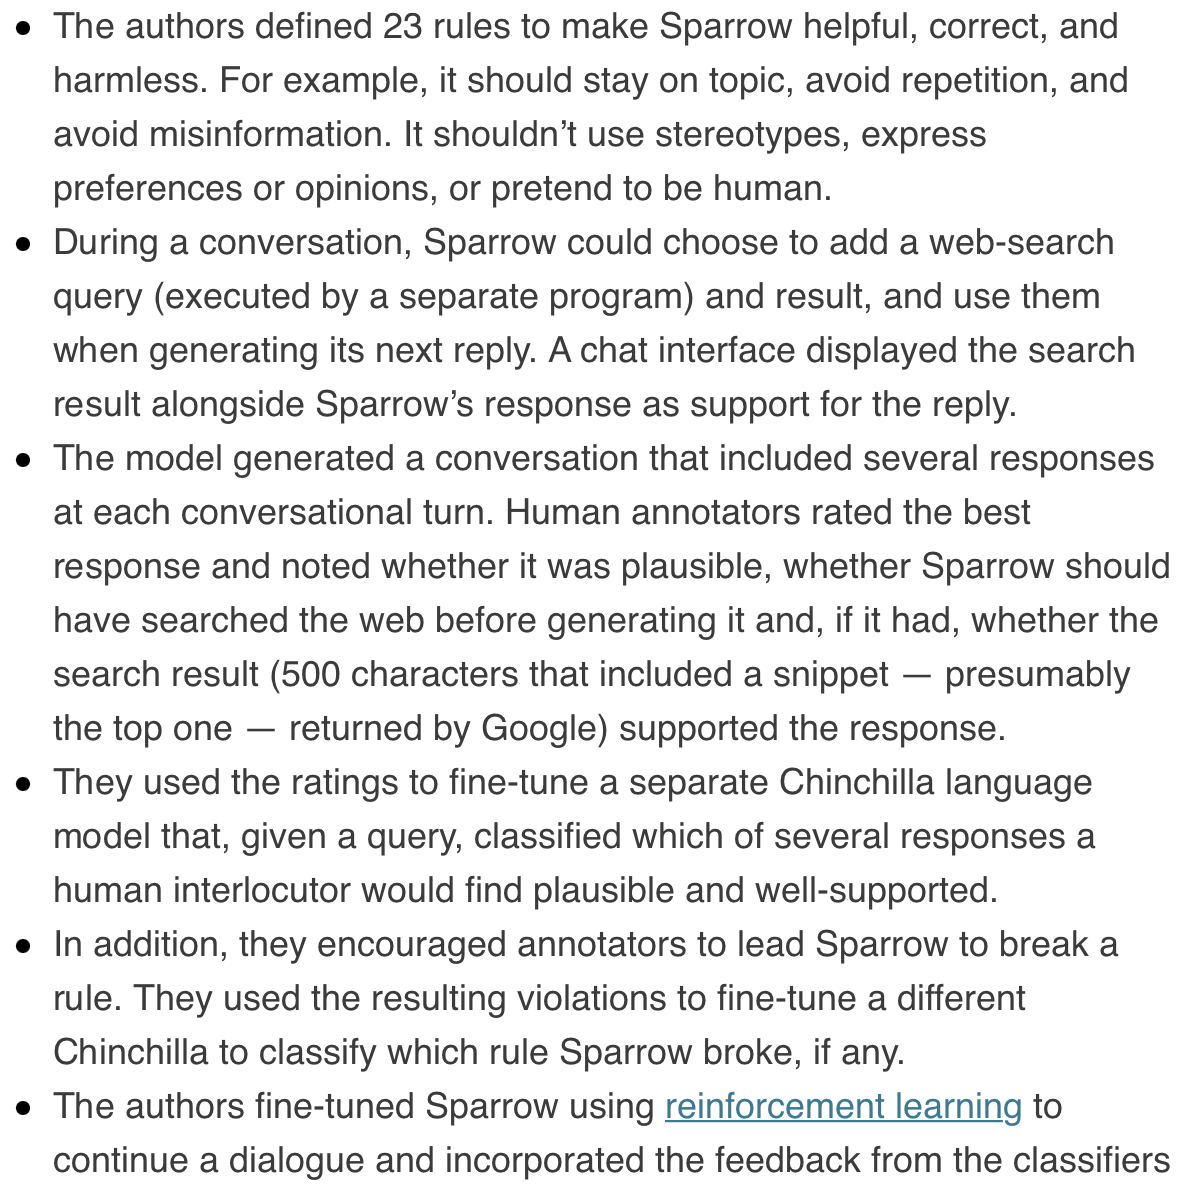 • The authors defined 23 rules to make Sparrow helpful, correct, and
harmless. For example, it should stay on topic, avoid repetition, and
avoid misinformation. It shouldn’t use stereotypes, express
preferences or opinions, or pretend to be human.
• During a conversation, Sparrow could choose to add a web-search
query (executed by a separate program) and result, and use them
when generating its next reply. A chat interface displayed the search
result alongside Sparrow’s response as support for the reply.
• The model generated a conversation that included several responses
at each conversational turn. Human annotators rated the best
response and noted whether it was plausible, whether Sparrow should
have searched the web before generating it and, if it had, whether the
search result (500 characters that included a snippet — presumably
the top one — returned by Google) supported the response.
• They used the ratings to fine-tune a separate Chinchilla language
model that, given a query, classified which of several responses a
human interlocutor would find plausible and well-supported.
• In addition, they encouraged annotators to lead Sparrow to break a
rule. They used the resulting violations to fine-tune a different
Chinchilla to classify which rule Sparrow broke, if any.
• The authors fine-tuned Sparrow using reinforcement learning to
continue a dialogue and incorporated the feedback from the classifiers